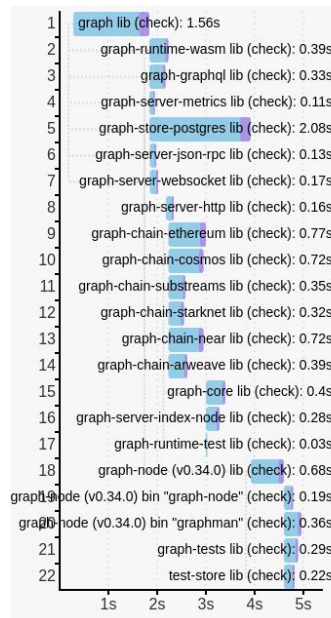 1 graph lib (check): 1.56s
2 graph-runtime-wasm lib (check): 0.39s
3 graph-graphql lib (check): 0.33s
4 graph-server-metrics lib (check): 0.11s
5 graph-store-postgres lib (check): 2.08s
6 graph-server-json-rpc lib (check): 0.13s
7 graph-server-websocket lib (check): 0.17s
8 graph-server-http lib (check): 0.16s
9 graph-chain-ethereum lib (check): 0.77s
10 graph-chain-cosmos lib (check): 0.72s
11 graph-chain-substreams lib (check): 0.35s
12 graph-chain-starknet lib (check): 0.32s
13 graph-chain-near lib (check): 0.72s
14 graph-chain-arweave lib (check): 0.39s
15 graph-core lib (check): 0.4s
16 graph-server-index-node lib (check): 0.28s
17 graph-runtime-test lib (check): 0.03s
18 graph-node (v0.34.0) lib (check): 0.68s
19 graph-node (v0.34.0) bin "graph-node" (check): 0.19s
20 graph-node (v0.34.0) bin "graphman" (check): 0.36s
21 graph-tests lib (check): 0.29s
22 test-store lib (check): 0.22s
1s 2s 3s 4s 5s